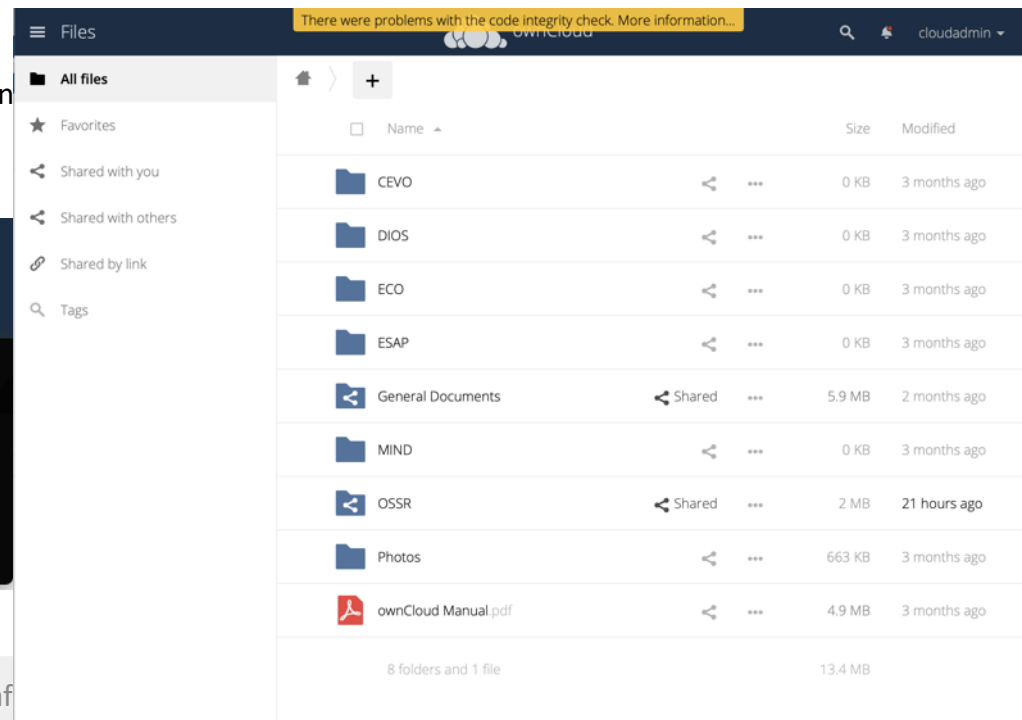 There were problems with the code integrity check. More information...
Files
ownCloud
cloudadmin
All files
Favorites
Shared with you
Shared with others
Shared by link
Tags
+
Name Size Modified
CEVO 0 KB 3 months ago
DIOS 0 KB 3 months ago
ECO 0 KB 3 months ago
ESAP 0 KB 3 months ago
General Documents Shared 5.9 MB 2 months ago
MIND 0 KB 3 months ago
OSSR Shared 2 MB 21 hours ago
Photos 663 KB 3 months ago
ownCloud Manual.pdf 4.9 MB 3 months ago
8 folders and 1 file 13.4 MB